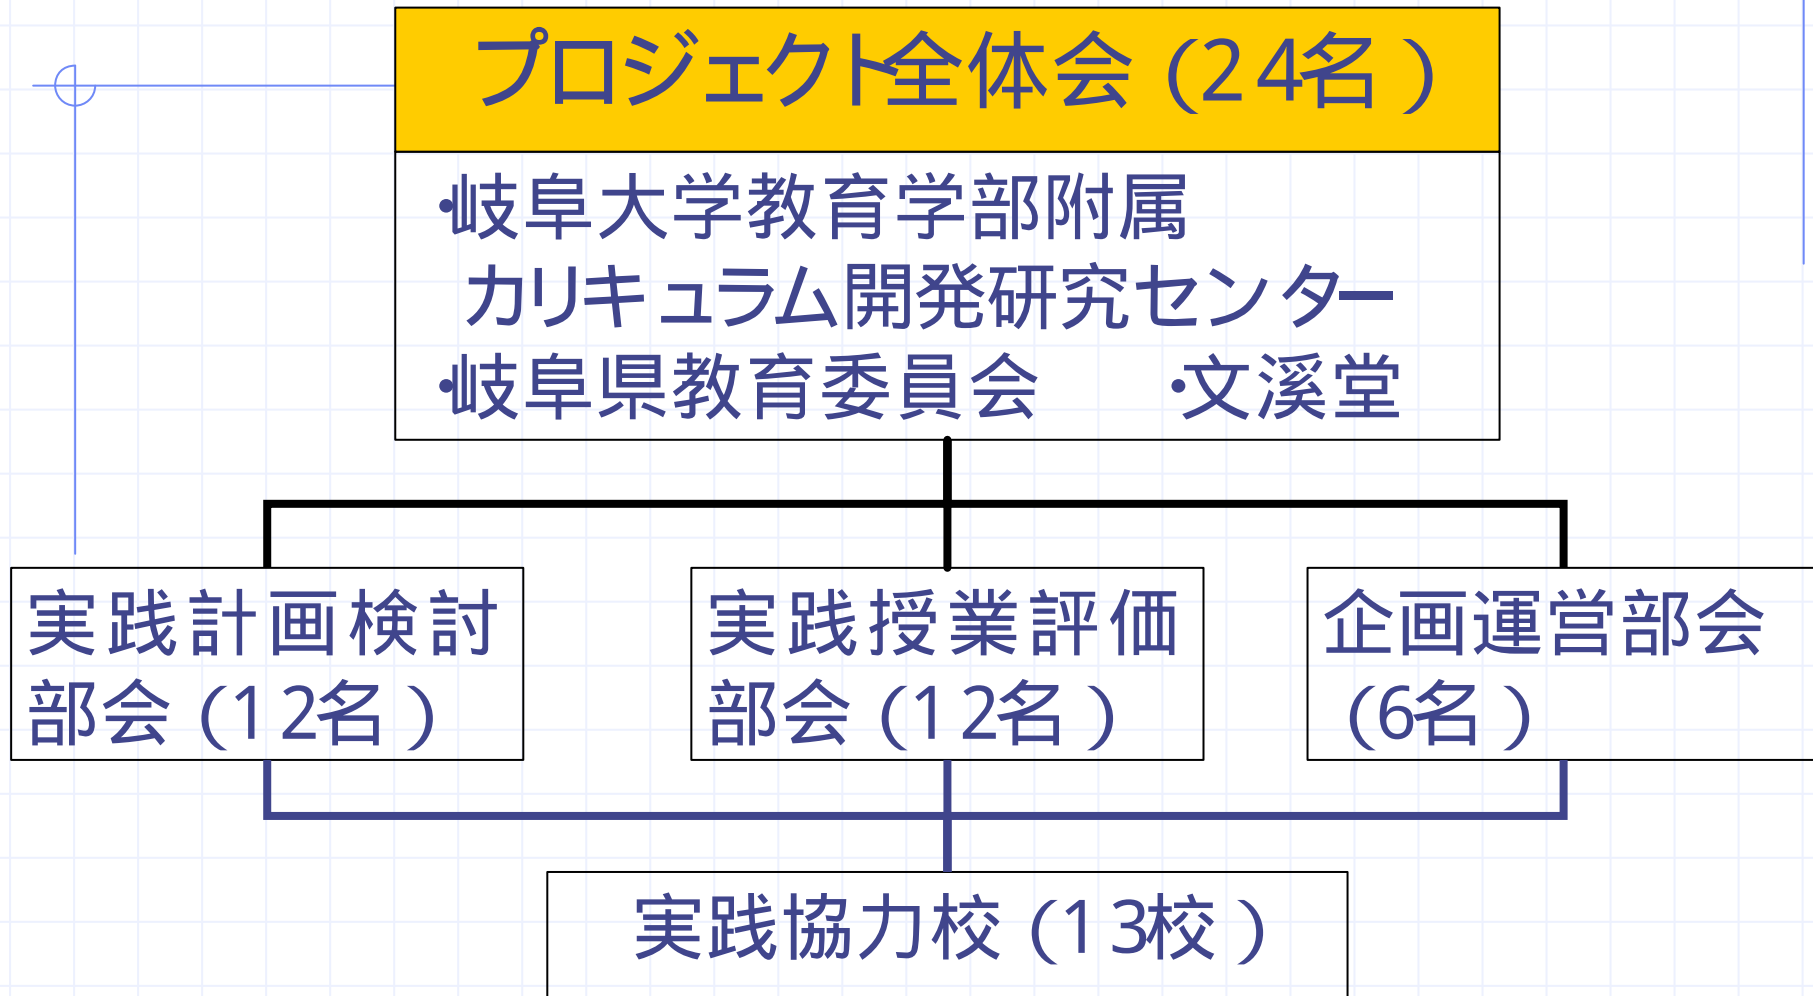 プロジェクト全体会(24名)
•岐阜大学教育学部附属
カリキュラム開発研究センター
•岐阜県教育委員会　•文溪堂
実践計画検討
部会(12名)
実践授業評価
部会(12名)
企画運営部会
(6名)
実践協力校(13校)